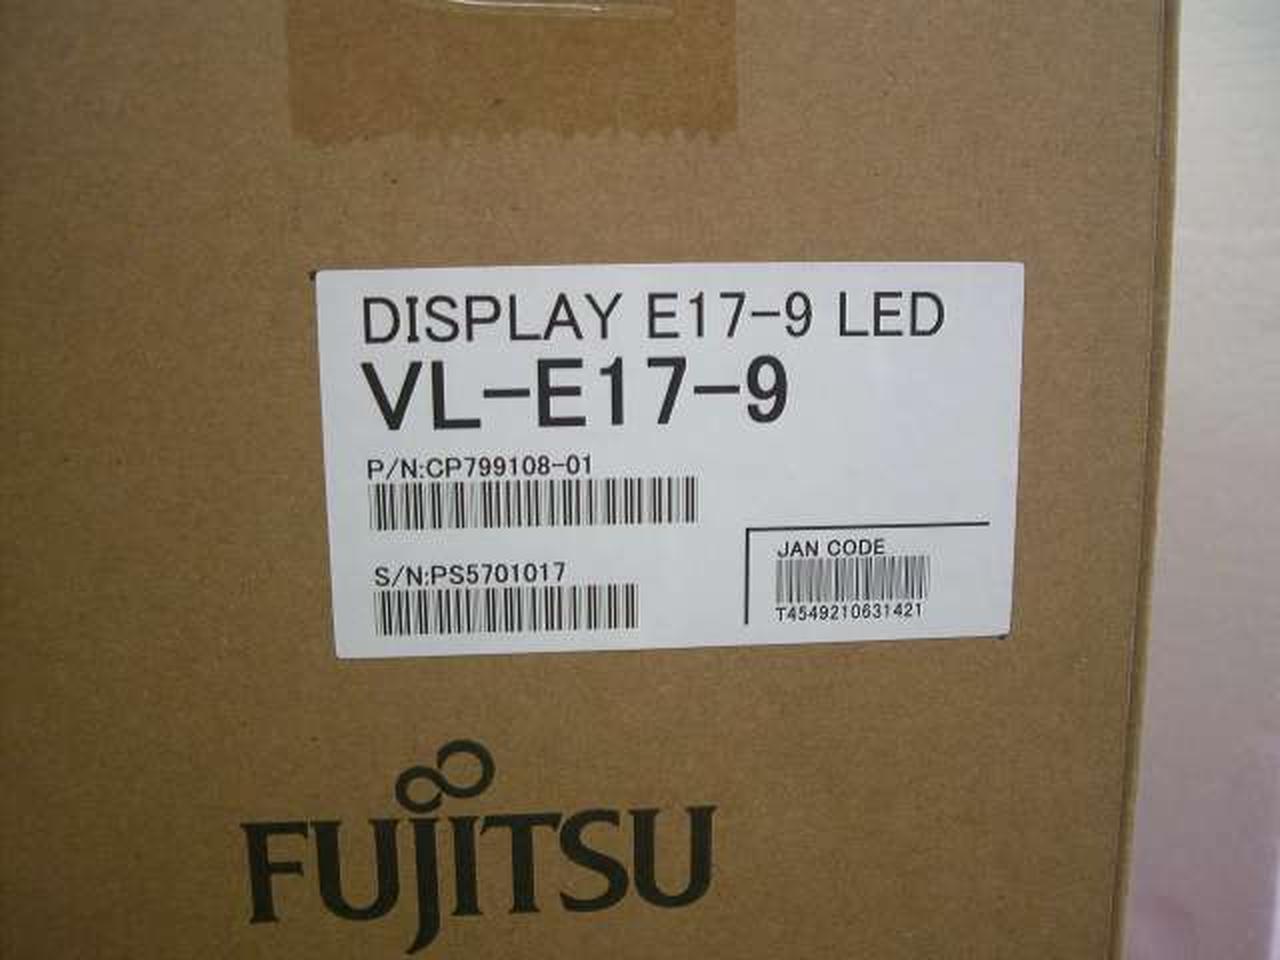 DISPLAY E17-9 LED
VL-E17-9
P/N:CP799108-01
S/N:PS5701017
JAN CODE
T4549210631421
FUJITSU